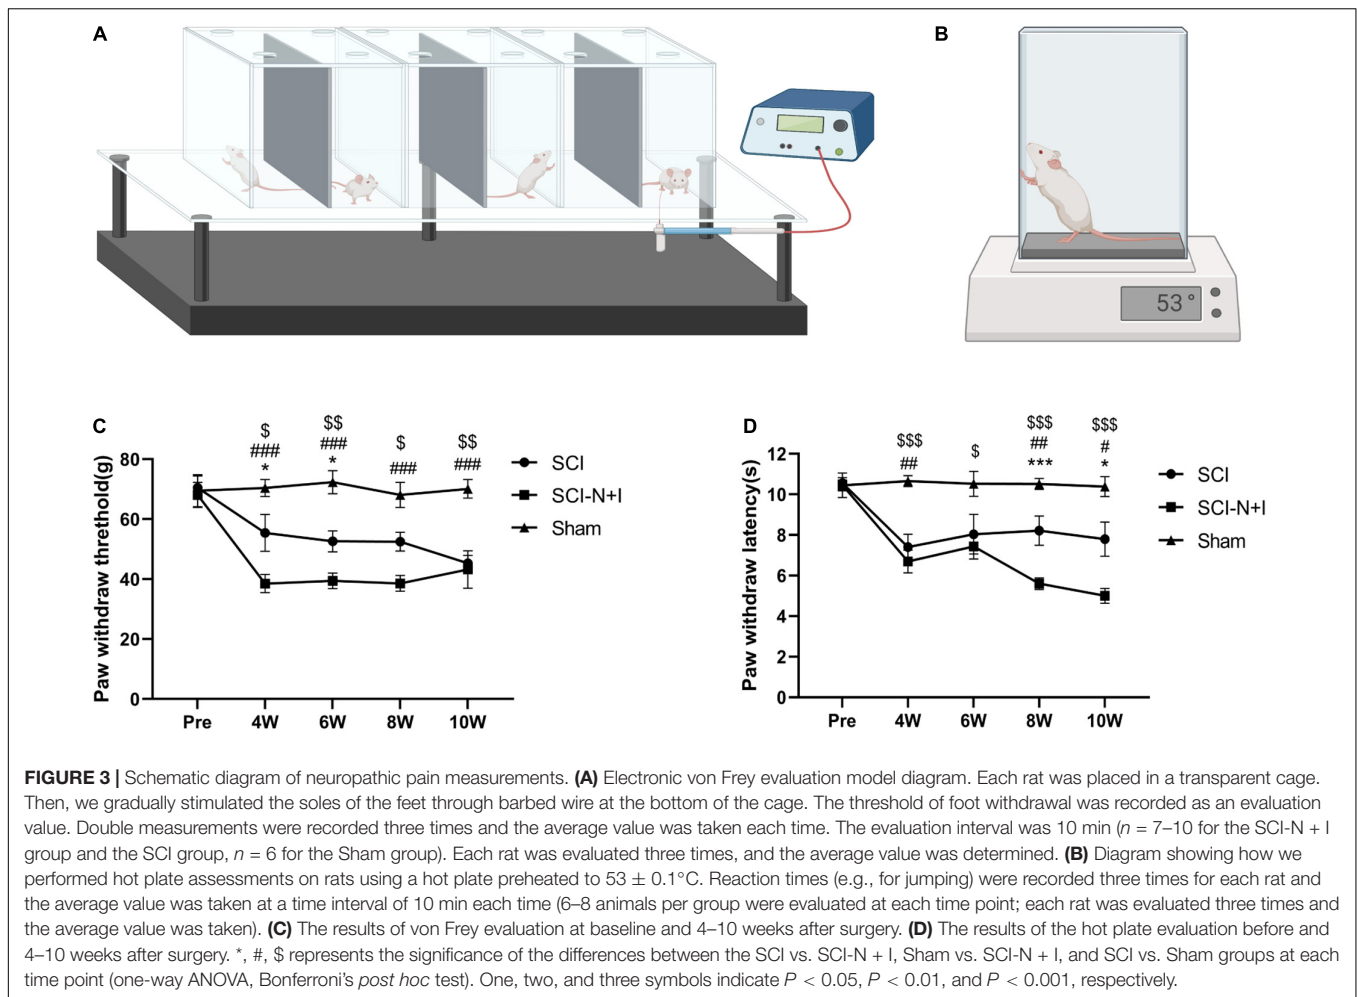 A
B
53 °
C
$ $$ $ $$
### ### ### ###
* *
Paw withdraw threthold(g)
80
60
40
20
0
Pre 4W 6W 8W 10W
SCI
SCI-N+I
Sham
D
$$$ $ $$$ $$$
## ## #
*** *
Paw withdraw latency(s)
12
10
8
6
4
2
0
Pre 4W 6W 8W 10W
SCI
SCI-N+I
Sham
FIGURE 3 | Schematic diagram of neuropathic pain measurements. (A) Electronic von Frey evaluation model diagram. Each rat was placed in a transparent cage.
Then, we gradually stimulated the soles of the feet through barbed wire at the bottom of the cage. The threshold of foot withdrawal was recorded as an evaluation
value. Double measurements were recorded three times and the average value was taken each time. The evaluation interval was 10 min (n = 7–10 for the SCI-N + I
group and the SCI group, n = 6 for the Sham group). Each rat was evaluated three times, and the average value was determined. (B) Diagram showing how we
performed hot plate assessments on rats using a hot plate preheated to 53 ± 0.1°C. Reaction times (e.g., for jumping) were recorded three times for each rat and
the average value was taken at a time interval of 10 min each time (6–8 animals per group were evaluated at each time point; each rat was evaluated three times and
the average value was taken). (C) The results of von Frey evaluation at baseline and 4–10 weeks after surgery. (D) The results of the hot plate evaluation before and
4–10 weeks after surgery. *, #, $ represents the significance of the differences between the SCI vs. SCI-N + I, Sham vs. SCI-N + I, and SCI vs. Sham groups at each
time point (one-way ANOVA, Bonferroni's post hoc test). One, two, and three symbols indicate P < 0.05, P < 0.01, and P < 0.001, respectively.